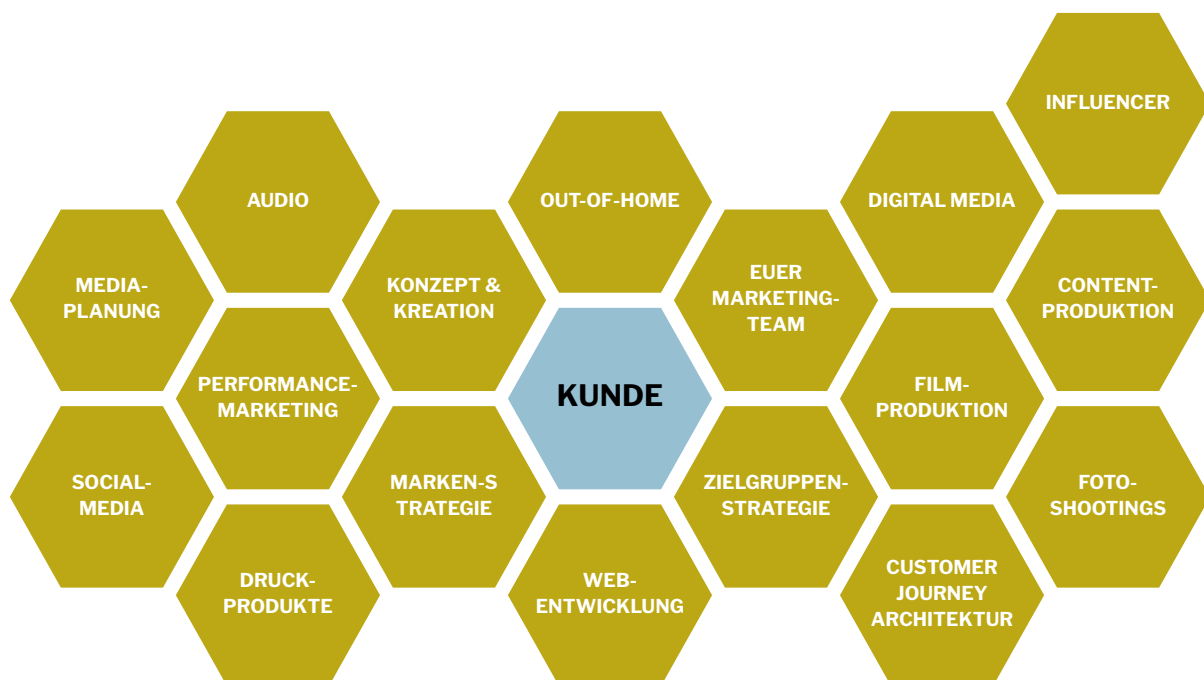 INFLUENCER
AUDIO
OUT-OF-HOME
DIGITAL MEDIA
MEDIA-
PLANUNG
KONZEPT &
KREATION
EUER
MARKETING-
TEAM
CONTENT-
PRODUKTION
PERFORMANCE-
MARKETING
KUNDE
FILM-
PRODUKTION
SOCIAL-
MEDIA
MARKEN-S
TRATEGIE
ZIELGRUPPEN-
STRATEGIE
FOTO-
SHOOTINGS
DRUCK-
PRODUKTE
WEB-
ENTWICKLUNG
CUSTOMER
JOURNEY
ARCHITEKTUR